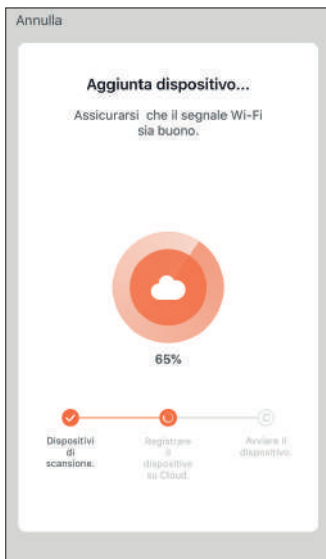 Annulla
Aggiunta dispositivo...
Assicurarsi che il segnale Wi-Fi
sia buono.
65%
Dispositivi
di
scansione.
Registrare
il
dispositivo
su Cloud.
Avviare il
dispositivo.